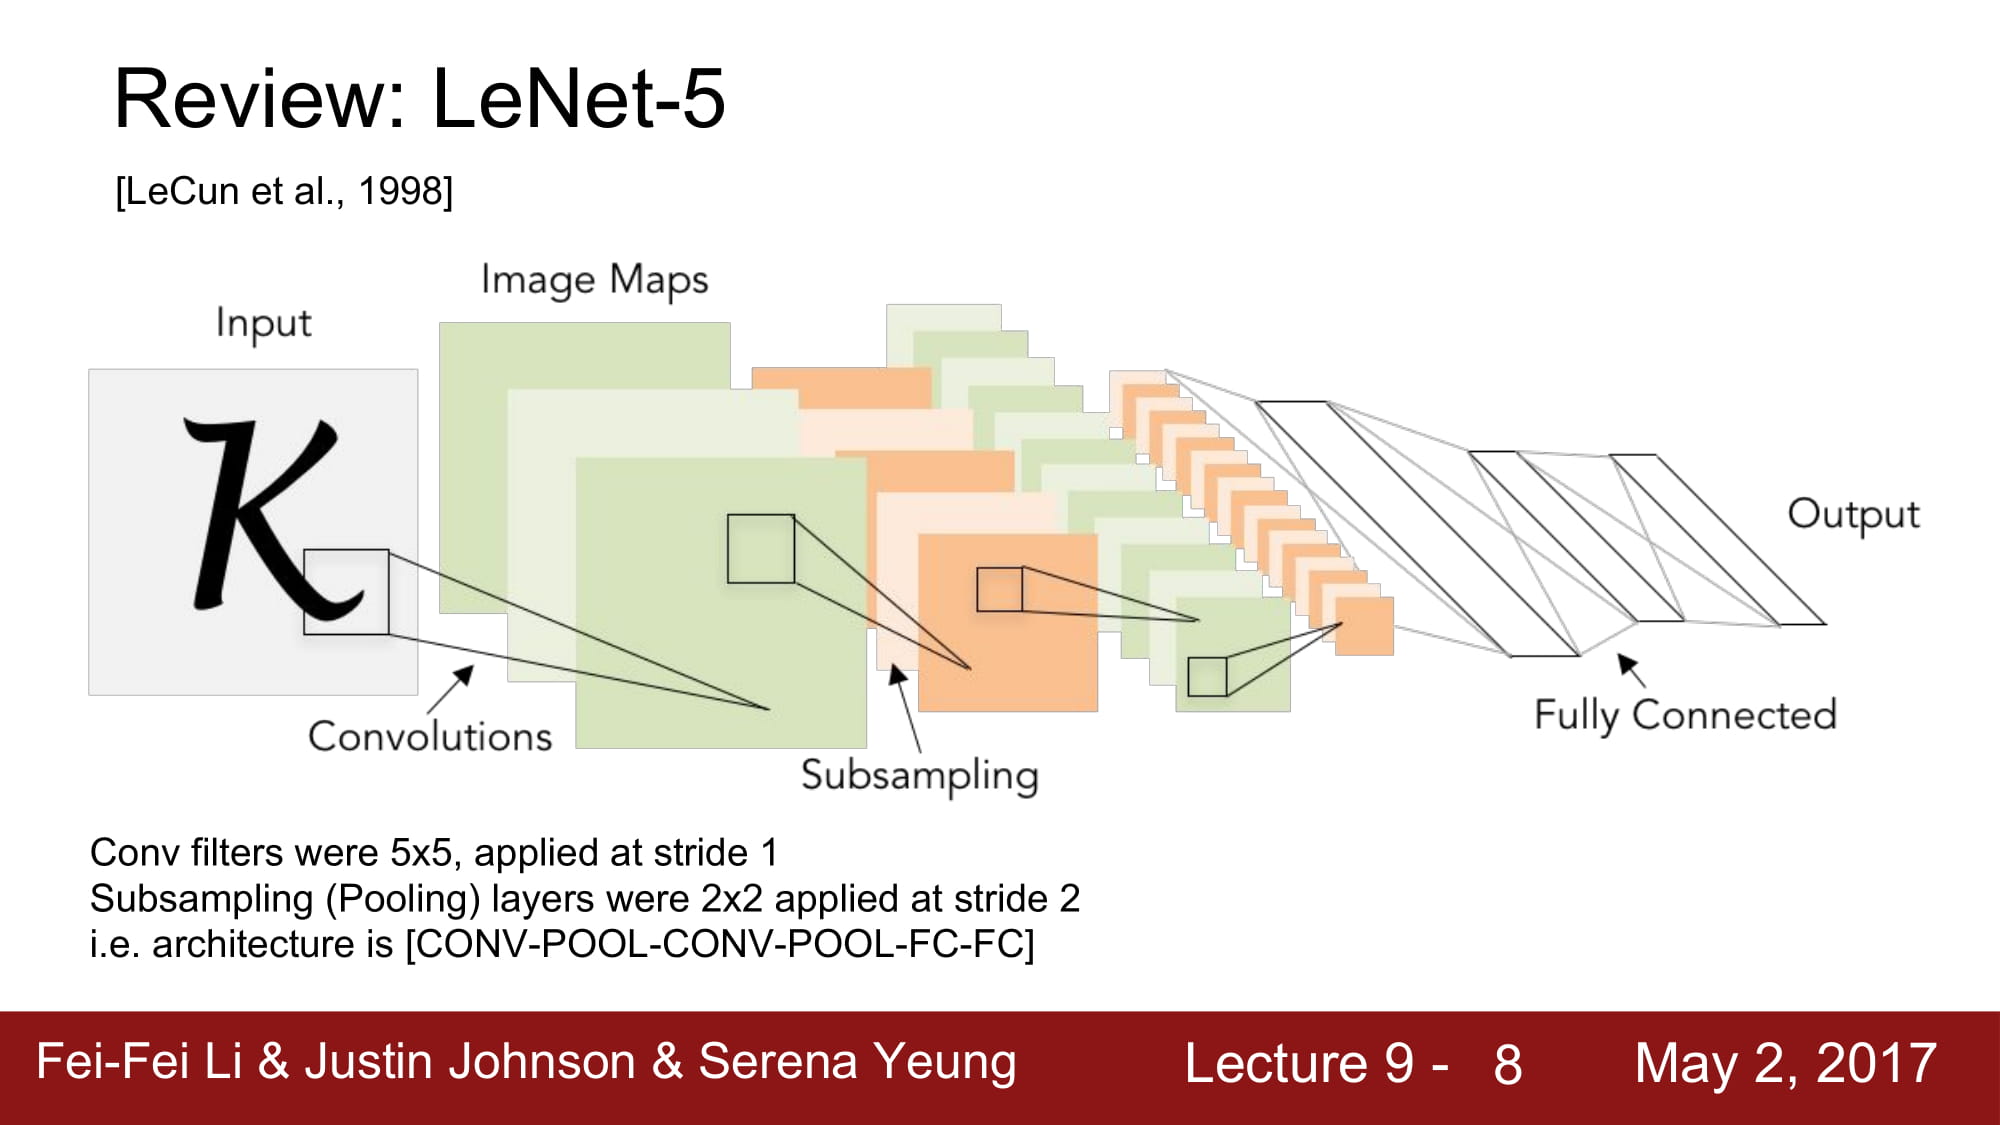 Review: LeNet-5
[LeCun et al., 1998]
Image Maps
Input
K
Output
Fully Connected
Convolutions
Subsampling
Conv filters were 5x5, applied at stride 1
Subsampling (Pooling) layers were 2x2 applied at stride 2
i.e. architecture is [CONV-POOL-CONV-POOL-FC-FC]
Fei-Fei Li & Justin Johnson & Serena Yeung
Lecture 9 - 8
May 2, 2017